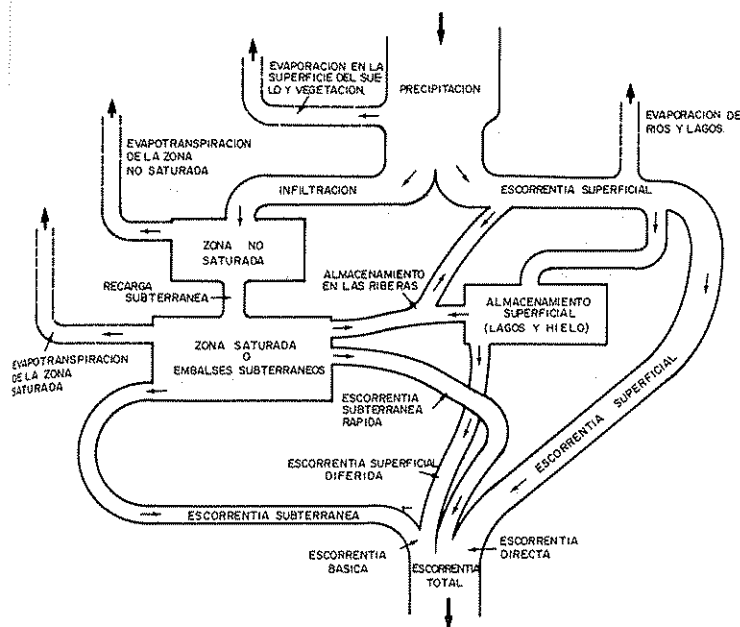 EVAPORACION EN LA
SUPERFICIE DEL SUE-
LO Y VEGETACION.
PRECIPITACION
EVAPORACION DE
RIOS Y LAGOS.
EVAPOTRANSPIRACION
DE LA ZONA
NO SATURADA
INFILTRACION
ESCORRENTIA SUPERFICIAL
ZONA NO
SATURADA
RECARGA
SUBTERRANEA
ALMACENAMIENTO
EN LAS RIBERAS
ALMACENAMIENTO
SUPERFICIAL
(LAGOS Y HIELO)
ZONA SATURADA
O
EMBALSES SUBTERRANEOS
EVAPOTRANSPIRACION
DE LA ZONA
SATURADA
ESCORRENTIA
SUBTERRANEA
RAPIDA
ESCORRENTIA SUPERFICIAL
ESCORRENTIA SUPERFICIAL
DIFERIDA
ESCORRENTIA SUBTERRANEA
ESCORRENTIA
BASICA
ESCORRENTIA
TOTAL
ESCORRENTIA
DIRECTA